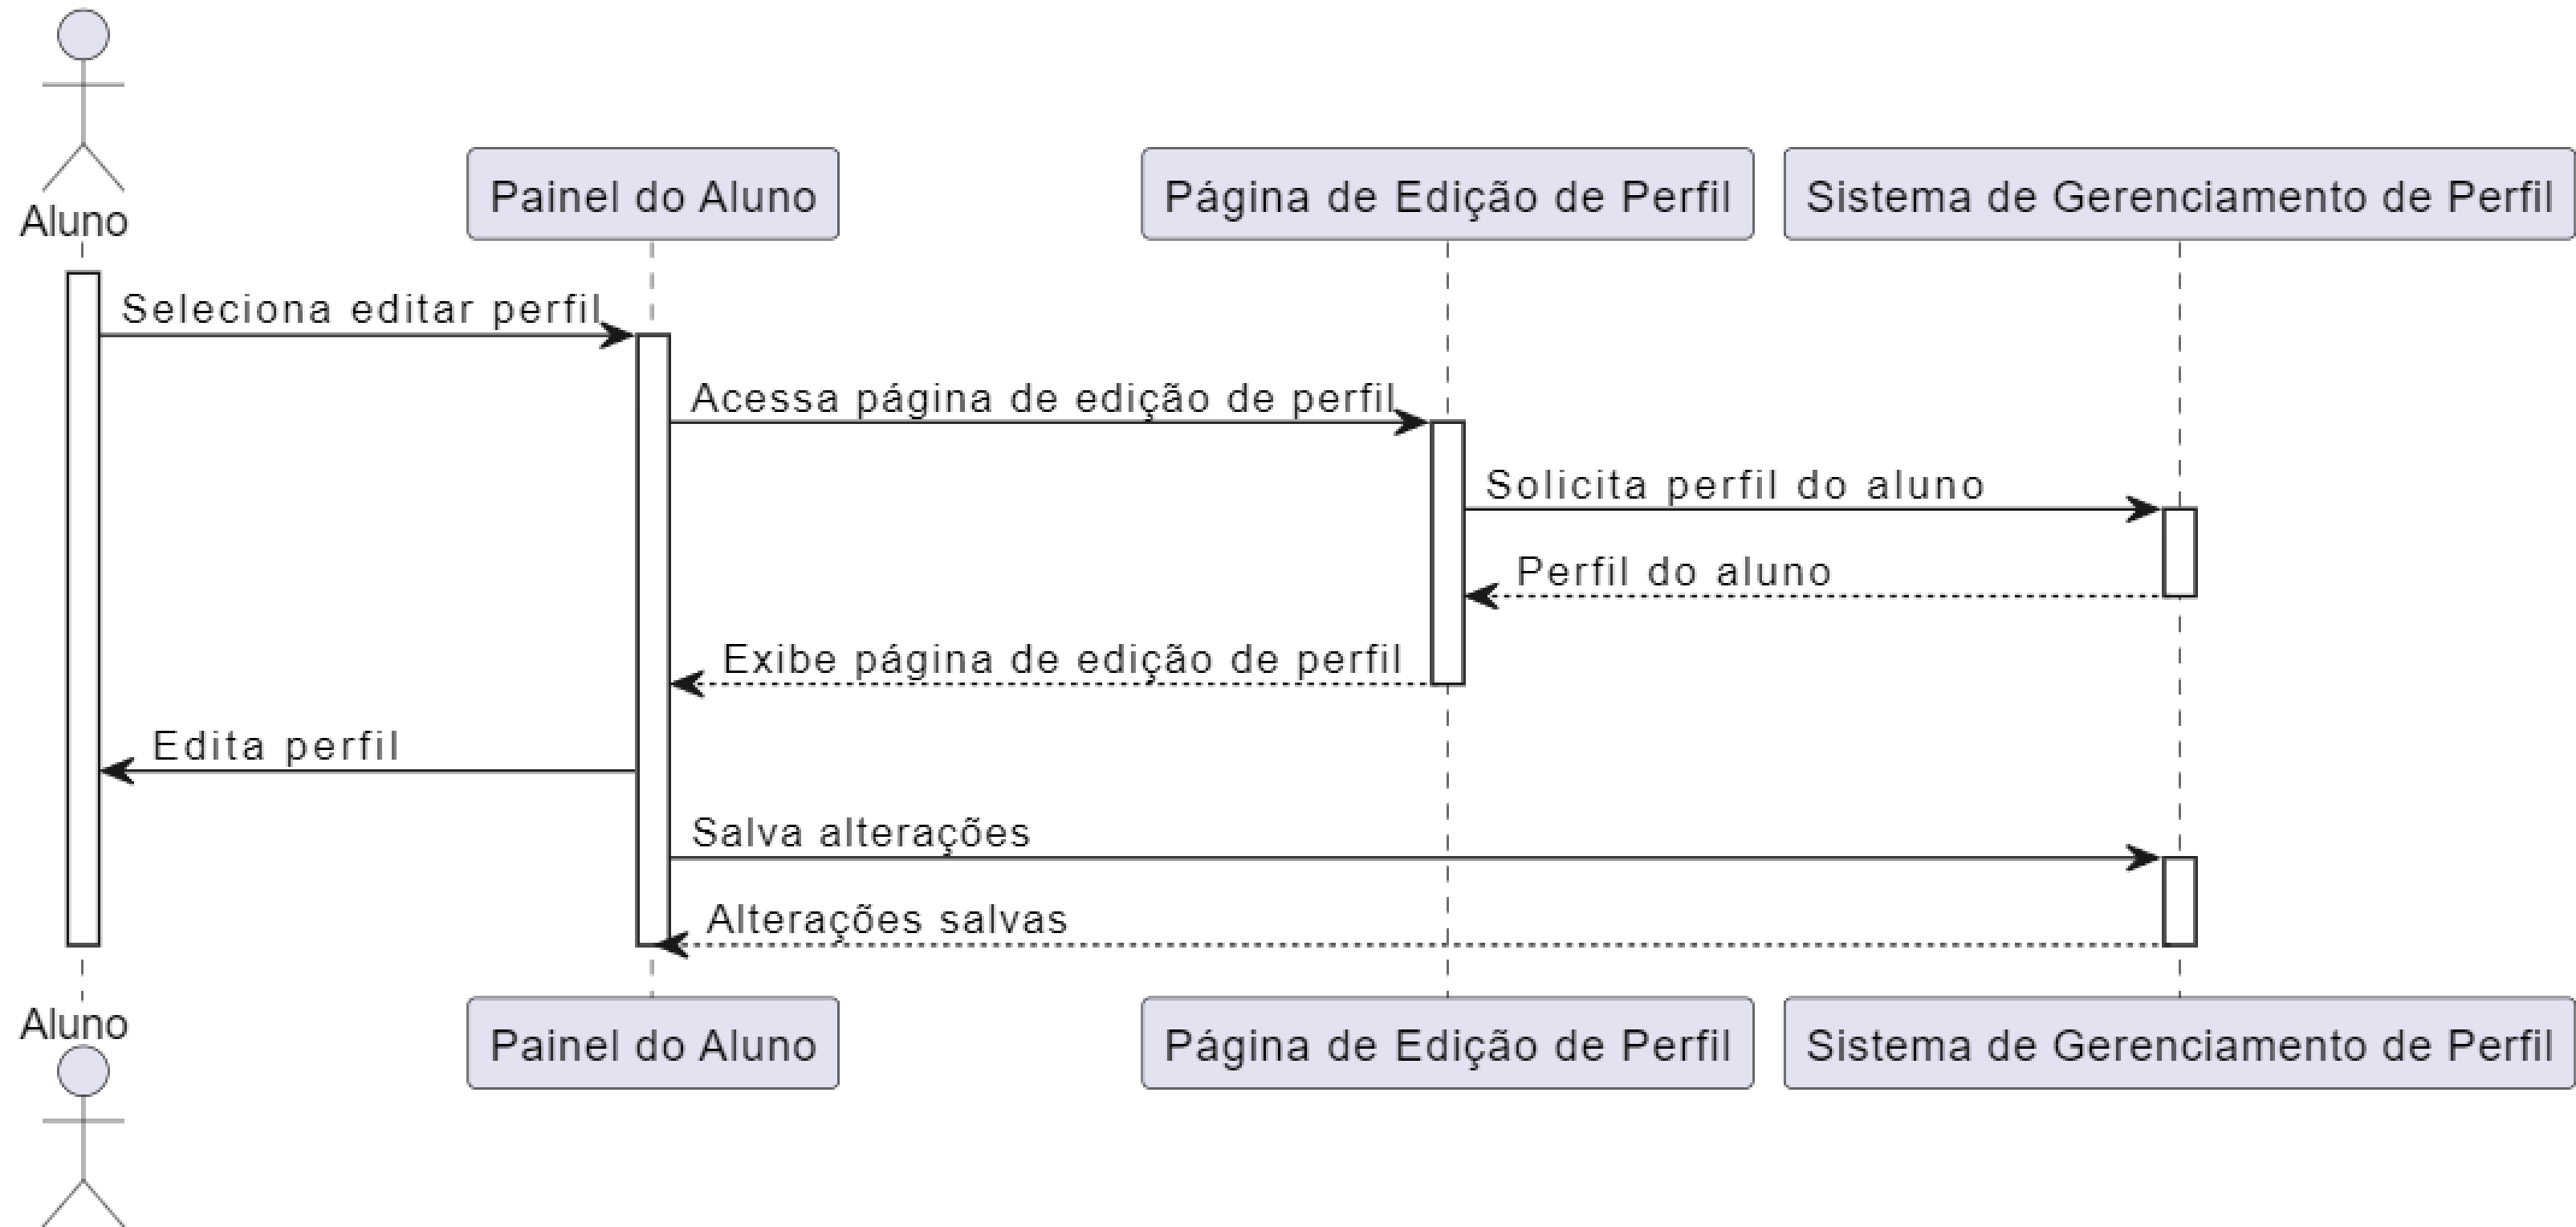 Aluno
Painel do Aluno
Página de Edição de Perfil
Sistema de Gerenciamento de Perfil
Seleciona editar perfil
Acessa página de edição de perfil
Solicita perfil do aluno
Perfil do aluno
Exibe página de edição de perfil
Edita perfil
Salva alterações
Alterações salvas
Aluno
Painel do Aluno
Página de Edição de Perfil
Sistema de Gerenciamento de Perfil